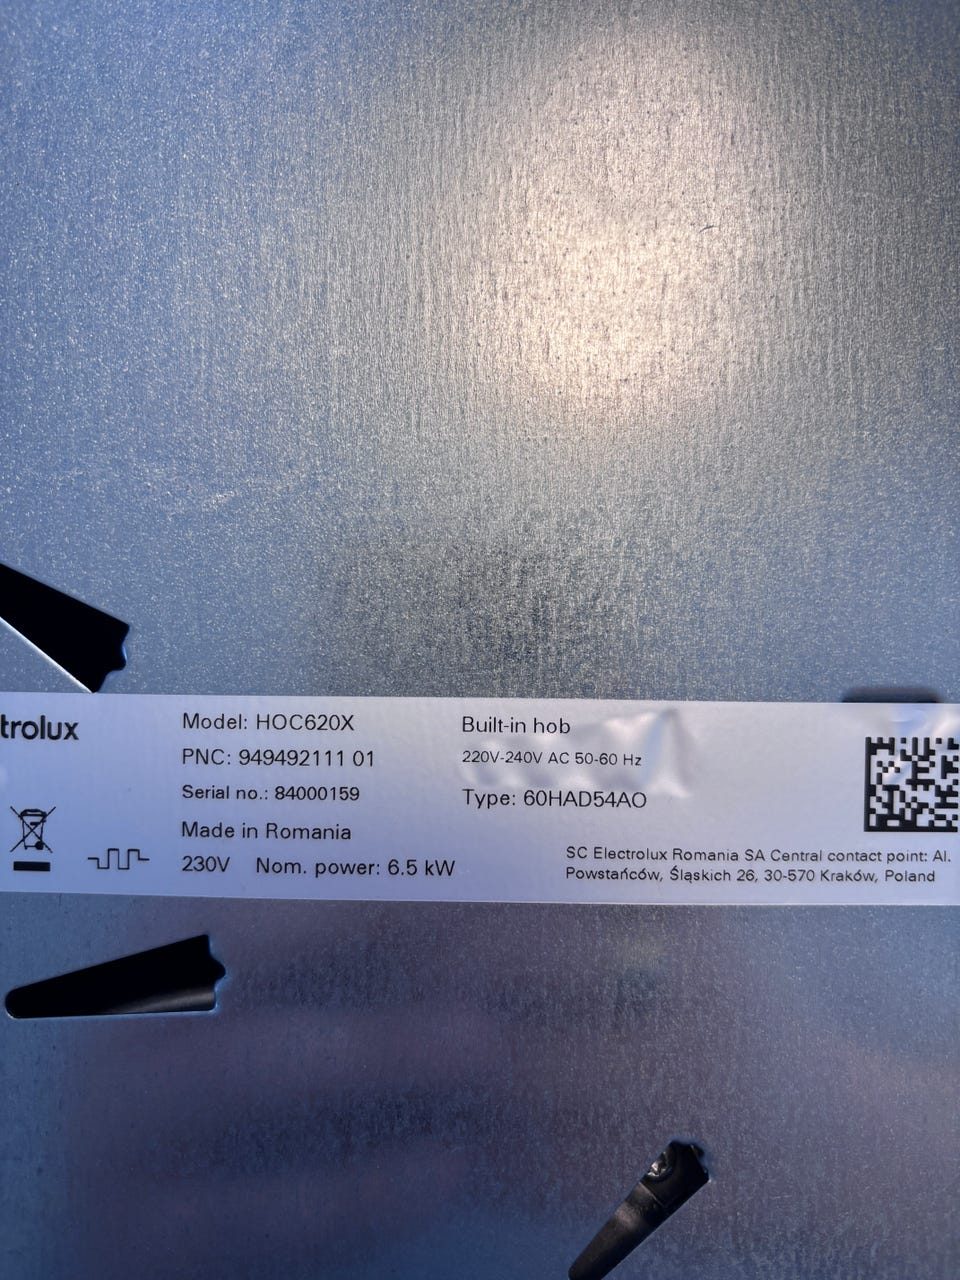 trolux
Model: HOC620X
PNC: 949492111 01
Serial no.: 84000159
Made in Romania
230V Nom. power: 6.5 kW
Built-in hob
220V-240V AC 50-60 Hz
Type: 60HAD54AO
SC Electrolux Romania SA Central contact point: Al.
Powstańców, Śląskich 26, 30-570 Kraków, Poland